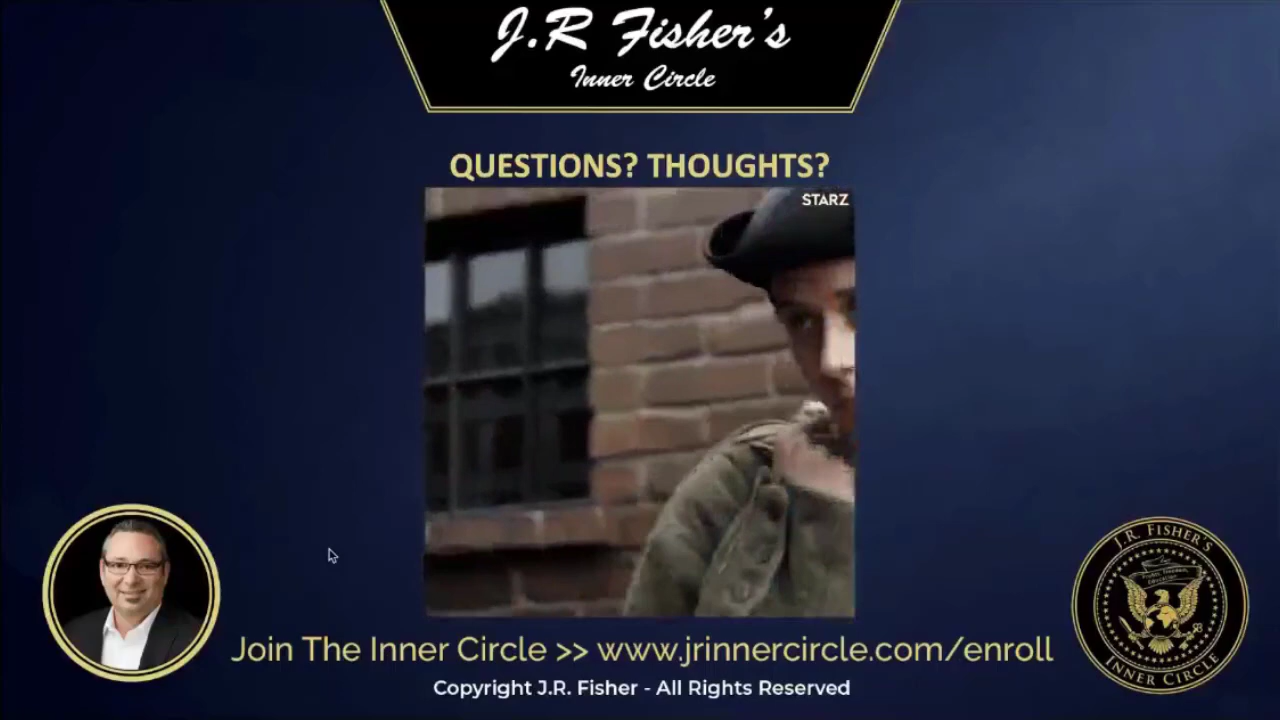 J.R Fisher's
Inner Circle
QUESTIONS? THOUGHTS?
STARZ
J.R. FISHER'S
INNER CIRCLE
Join The Inner Circle >> www.jrinnercircle.com/enroll
Copyright J.R. Fisher - All Rights Reserved